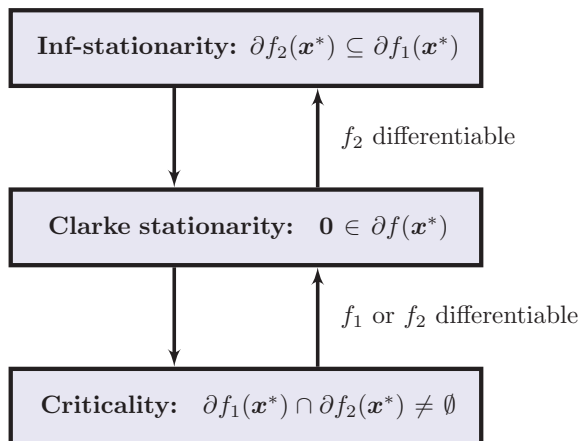 Inf-stationarity: ∂f₂(x*) ⊆ ∂f₁(x*)
f₂ differentiable
Clarke stationarity: 0 ∈ ∂f(x*)
f₁ or f₂ differentiable
Criticality: ∂f₁(x*) ∩ ∂f₂(x*) ≠ ∅